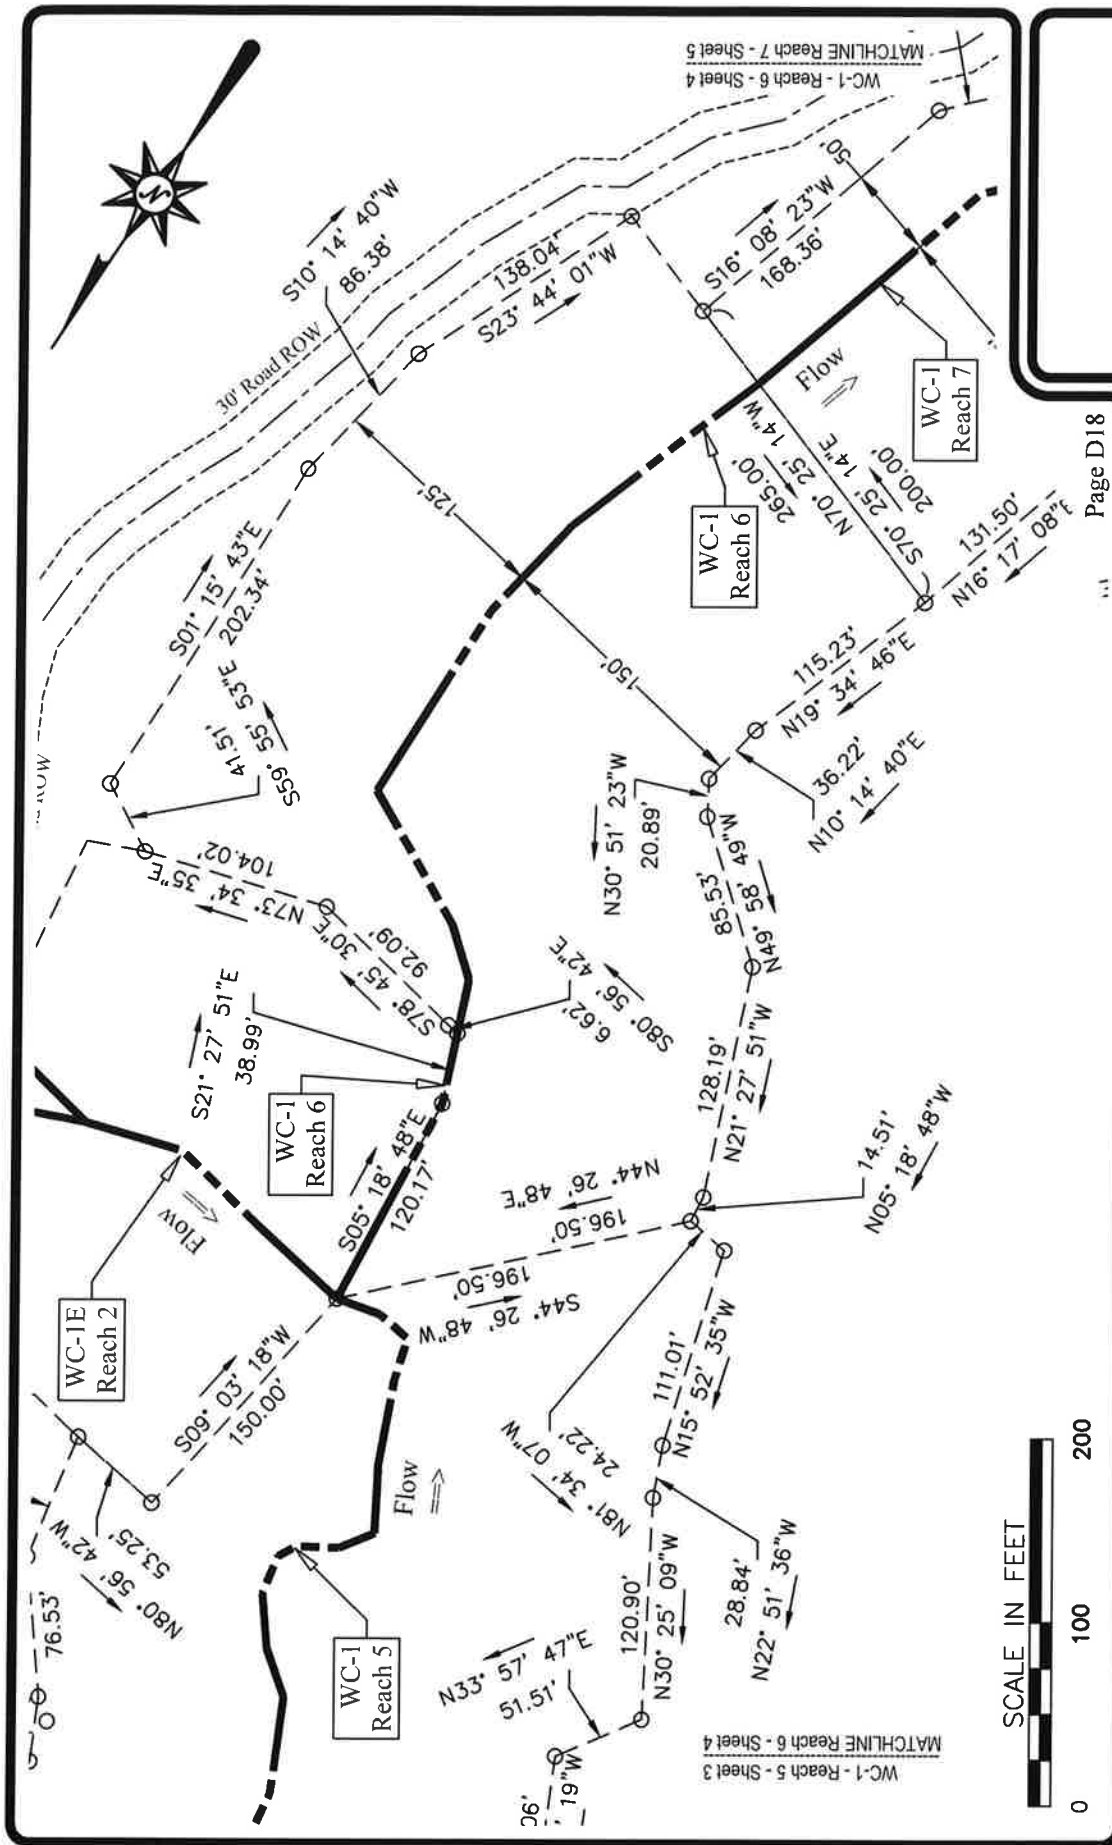 MATCHLINE Reach 7 - Sheet 5
WC-1 - Reach 6 - Sheet 4
N
S10° 14' 40"W
86.38'
30' Road ROW
138.04'
S23° 44' 01"W
S16° 08' 23"W
168.36'
50'
Flow
WC-1
Reach 7
S01° 15' 43"E
202.34'
125'
WC-1
Reach 6
265.00'
N70° 25' 14"W
S70° 25' 14"E
200.00'
131.50'
N16° 17' 08"E
Page D18
ROW
S59° 55' 53"E
41.51'
150'
115.23'
N19° 34' 46"E
36.22'
N10° 14' 40"E
104.02'
N73° 34' 35"E
N30° 51' 23"W
20.89'
85.53'
N49° 58' 49"W
S78° 45' 30"E
92.09'
S80° 56' 42"E
6.62'
S21° 27' 51"E
38.99'
WC-1
Reach 6
128.19'
N21° 27' 51"W
S05° 18' 48"E
120.17'
N44° 26' 48"E
196.50'
14.51'
N05° 18' 48"W
Flow
WC-1E
Reach 2
196.50'
S44° 26' 48"W
S09° 03' 18"W
150.00'
111.01'
N15° 52' 35"W
N81° 34' 07"W
24.22'
N80° 56' 42"W
53.25'
Flow
28.84'
N22° 51' 36"W
76.53'
WC-1
Reach 5
120.90'
N30° 25' 09"W
N33° 57' 47"E
51.51'
06'
' 19"W
MATCHLINE Reach 6 - Sheet 4
WC-1 - Reach 5 - Sheet 3
SCALE IN FEET
0 100 200